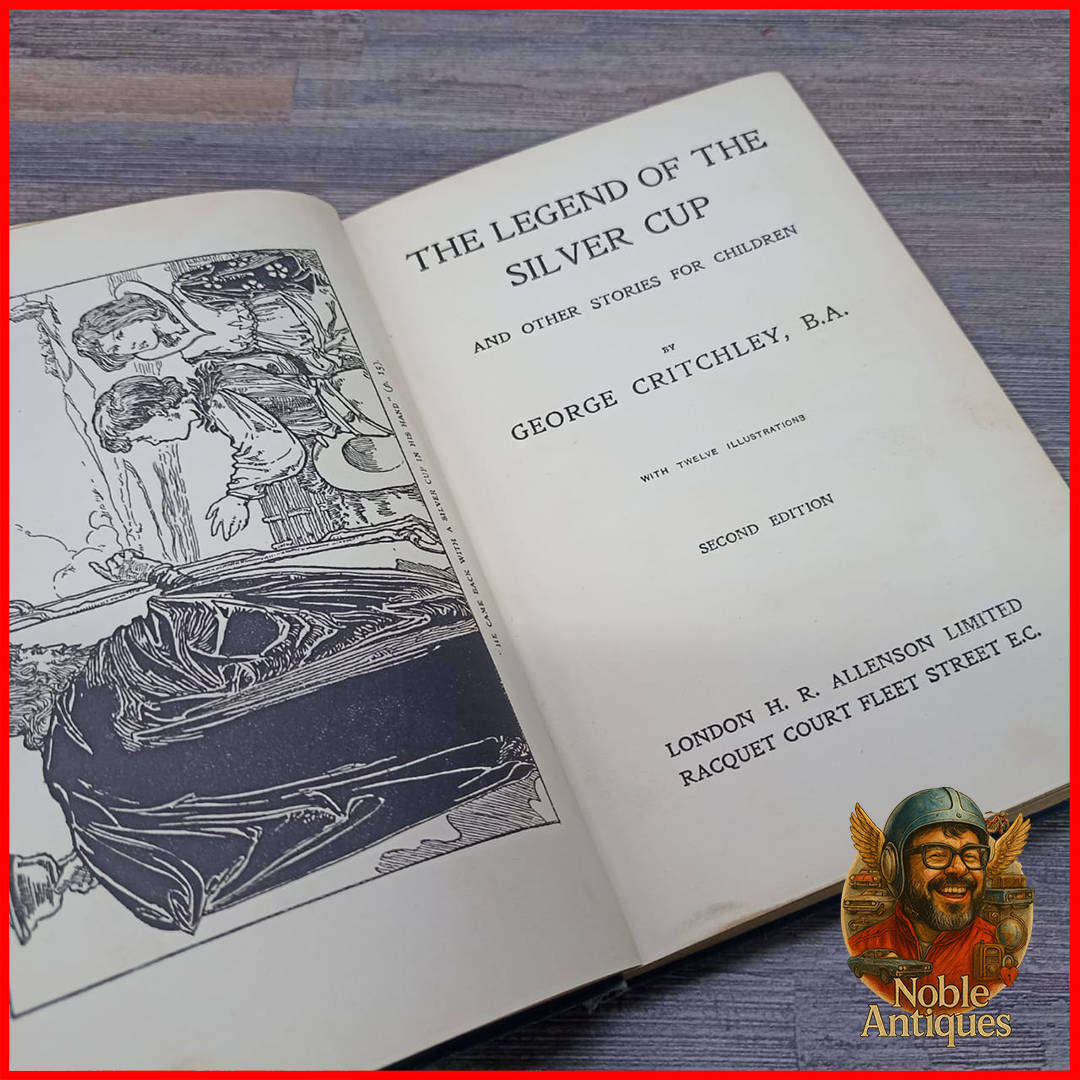 "HE CAME BACK WITH A SILVER CUP IN HIS HAND" (p. 15).
THE LEGEND OF THE
SILVER CUP
AND OTHER STORIES FOR CHILDREN
BY
GEORGE CRITCHLEY, B.A.
WITH TWELVE ILLUSTRATIONS
SECOND EDITION
LONDON H. R. ALLENSON LIMITED
RACQUET COURT FLEET STREET E.C.
Noble
Antiques